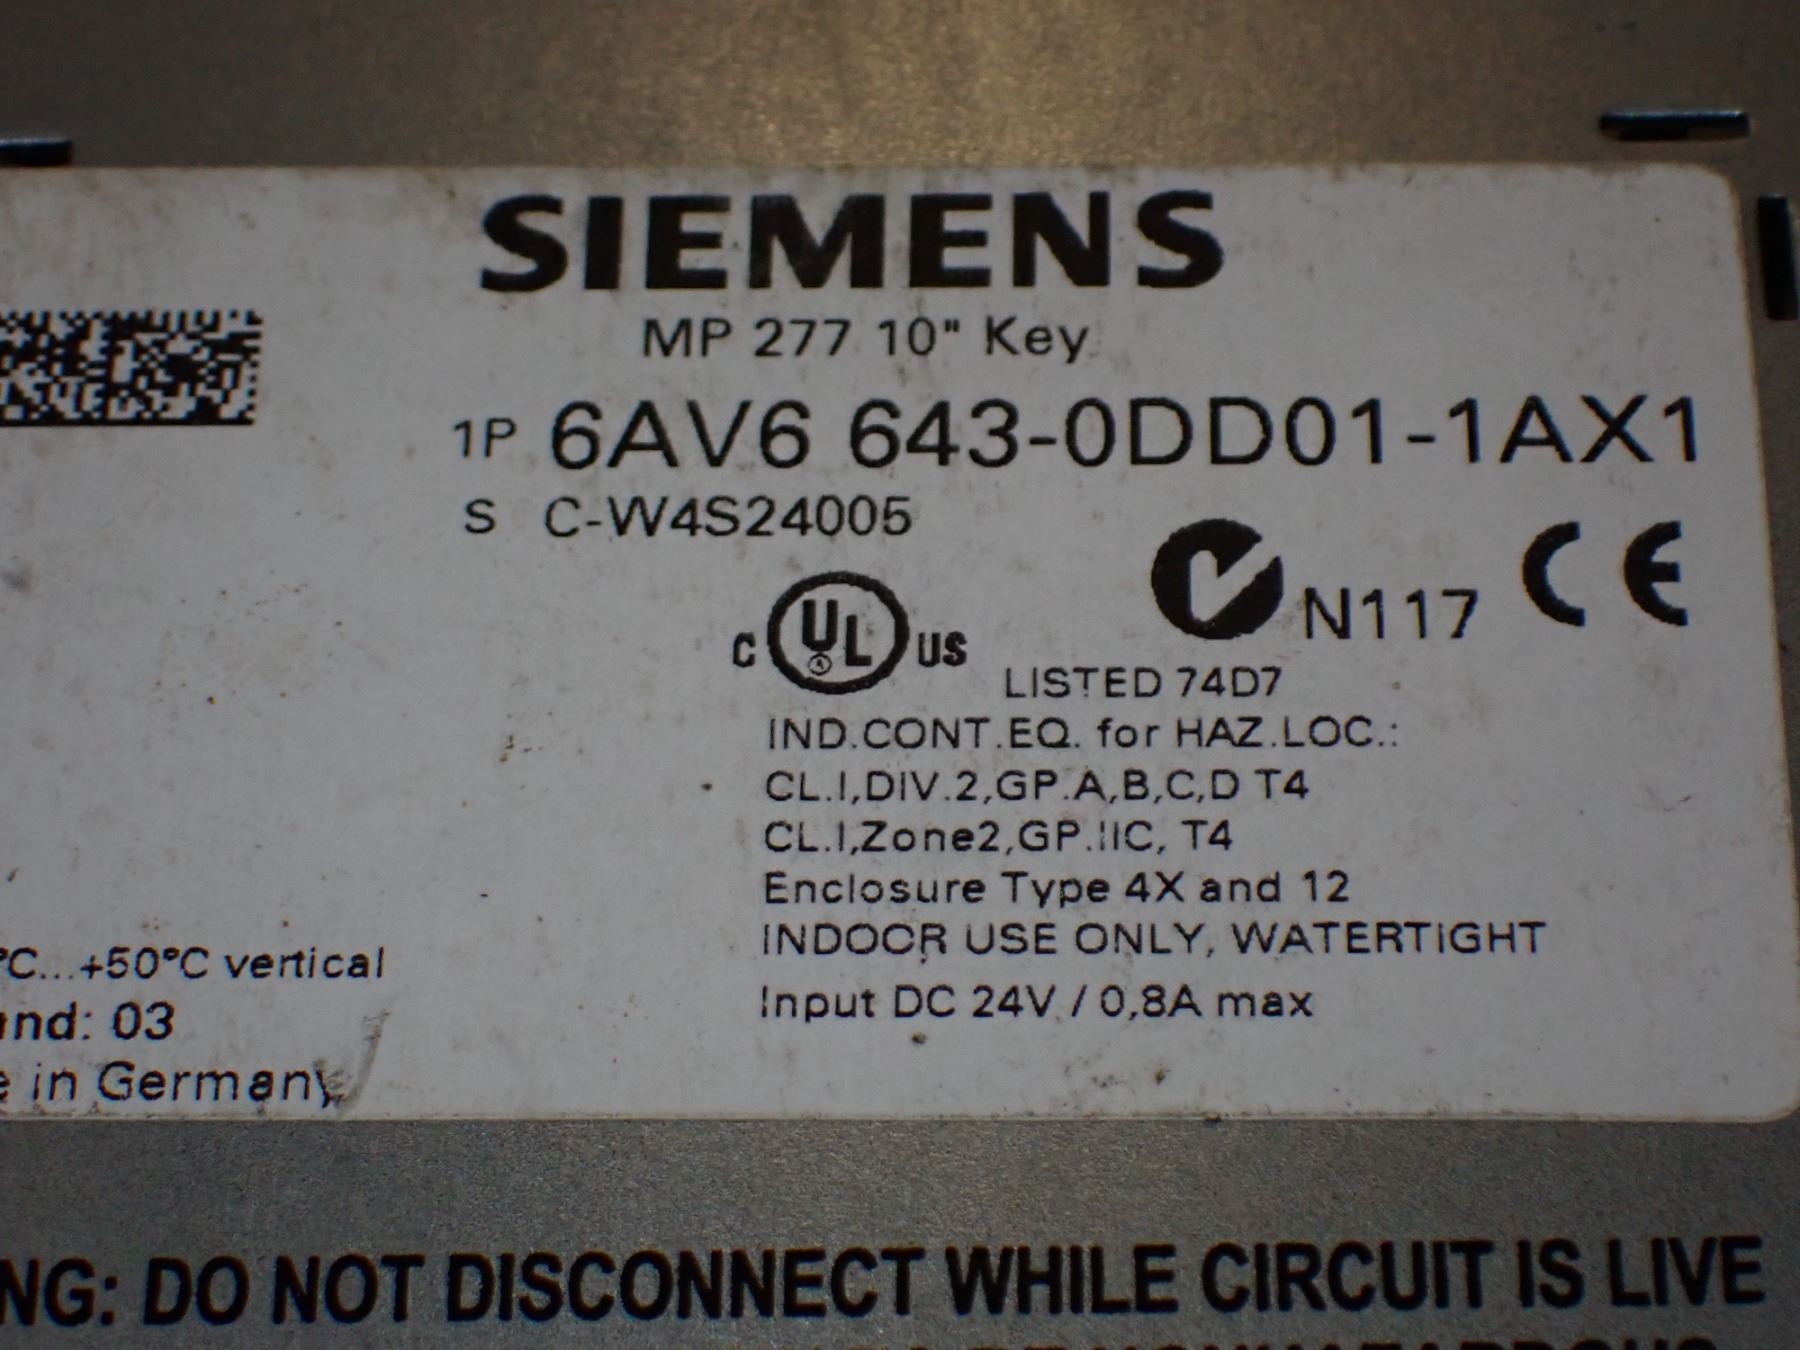 SIEMENS
MP 277 10" Key
1P 6AV6 643-0DD01-1AX1
S C-W4S24005
N117 CE
C UL US
LISTED 74D7
IND.CONT.EQ. for HAZ.LOC.:
CL.I,DIV.2,GP.A,B,C,D T4
CL.I,Zone2,GP.IIC, T4
Enclosure Type 4X and 12
INDOOR USE ONLY, WATERTIGHT
Input DC 24V / 0,8A max
°C...+50°C vertical
and: 03
e in Germany
NG: DO NOT DISCONNECT WHILE CIRCUIT IS LIVE